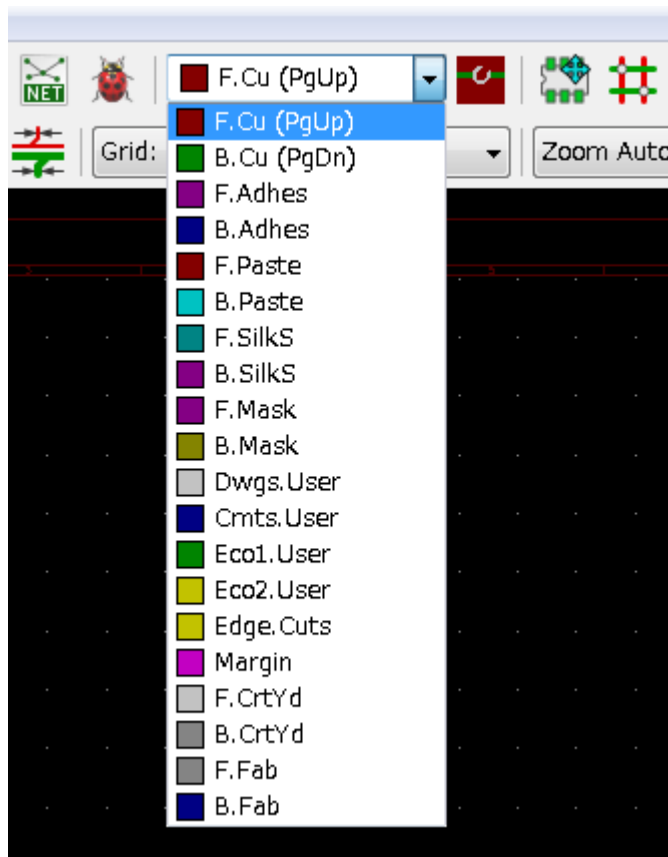 NET
F.Cu (PgUp)
F.Cu (PgUp)
Grid:
Zoom Auto
B.Cu (PgDn)
F.Adhes
B.Adhes
F.Paste
B.Paste
F.SilkS
B.SilkS
F.Mask
B.Mask
Dwgs.User
Cmts.User
Eco1.User
Eco2.User
Edge.Cuts
Margin
F.CrtYd
B.CrtYd
F.Fab
B.Fab